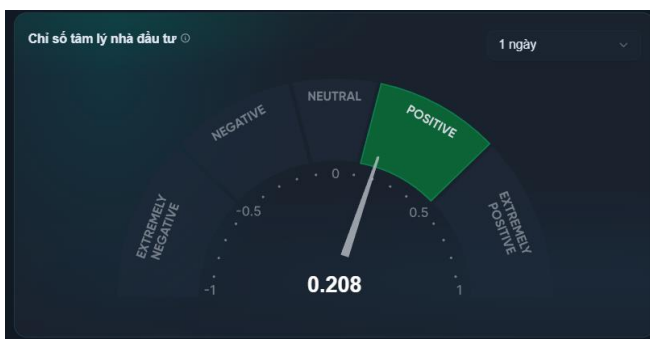 Chỉ số tâm lý nhà đầu tư
1 ngày
NEUTRAL
NEGATIVE
POSITIVE
EXTREMELY
NEGATIVE
EXTREMELY
POSITIVE
0
-0.5
0.5
-1
0.208
1